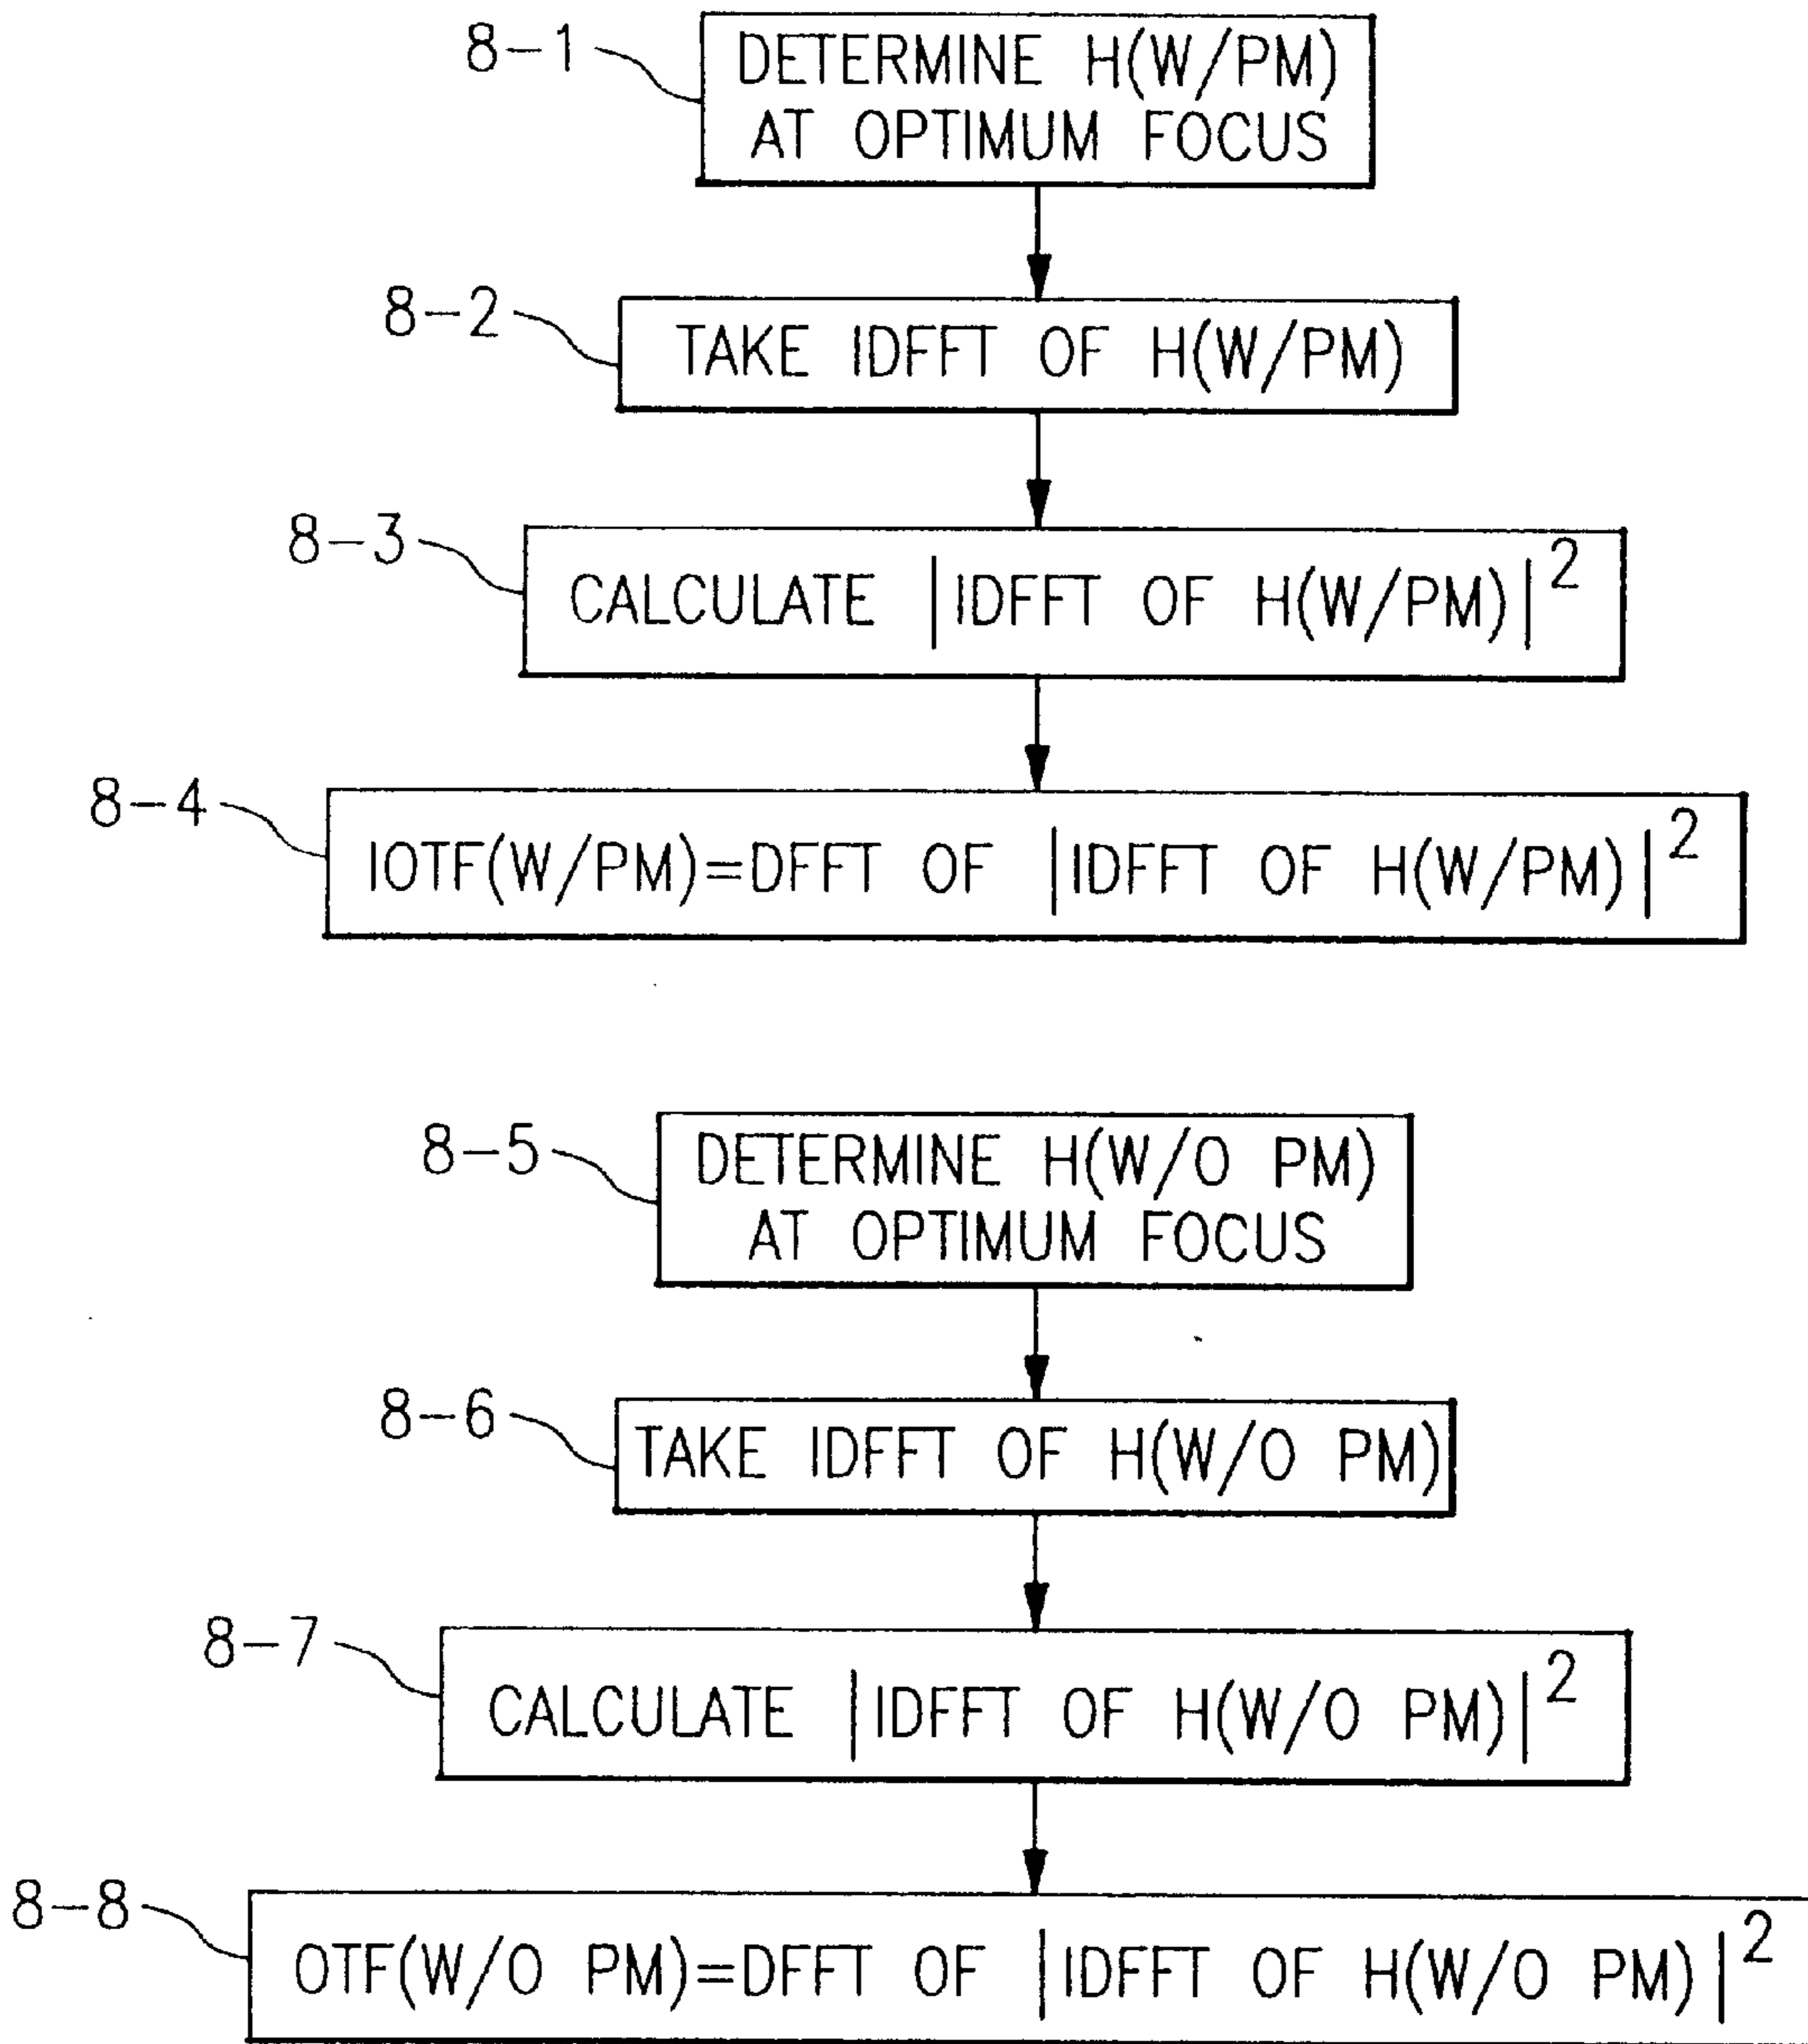 8-1
DETERMINE H(W/PM)
AT OPTIMUM FOCUS
8-2
TAKE IDFFT OF H(W/PM)
8-3
CALCULATE |IDFFT OF H(W/PM)|²
8-4
IOTF(W/PM)=DFFT OF |IDFFT OF H(W/PM)|²
8-5
DETERMINE H(W/O PM)
AT OPTIMUM FOCUS
8-6
TAKE IDFFT OF H(W/O PM)
8-7
CALCULATE |IDFFT OF H(W/O PM)|²
8-8
OTF(W/O PM)=DFFT OF |IDFFT OF H(W/O PM)|²